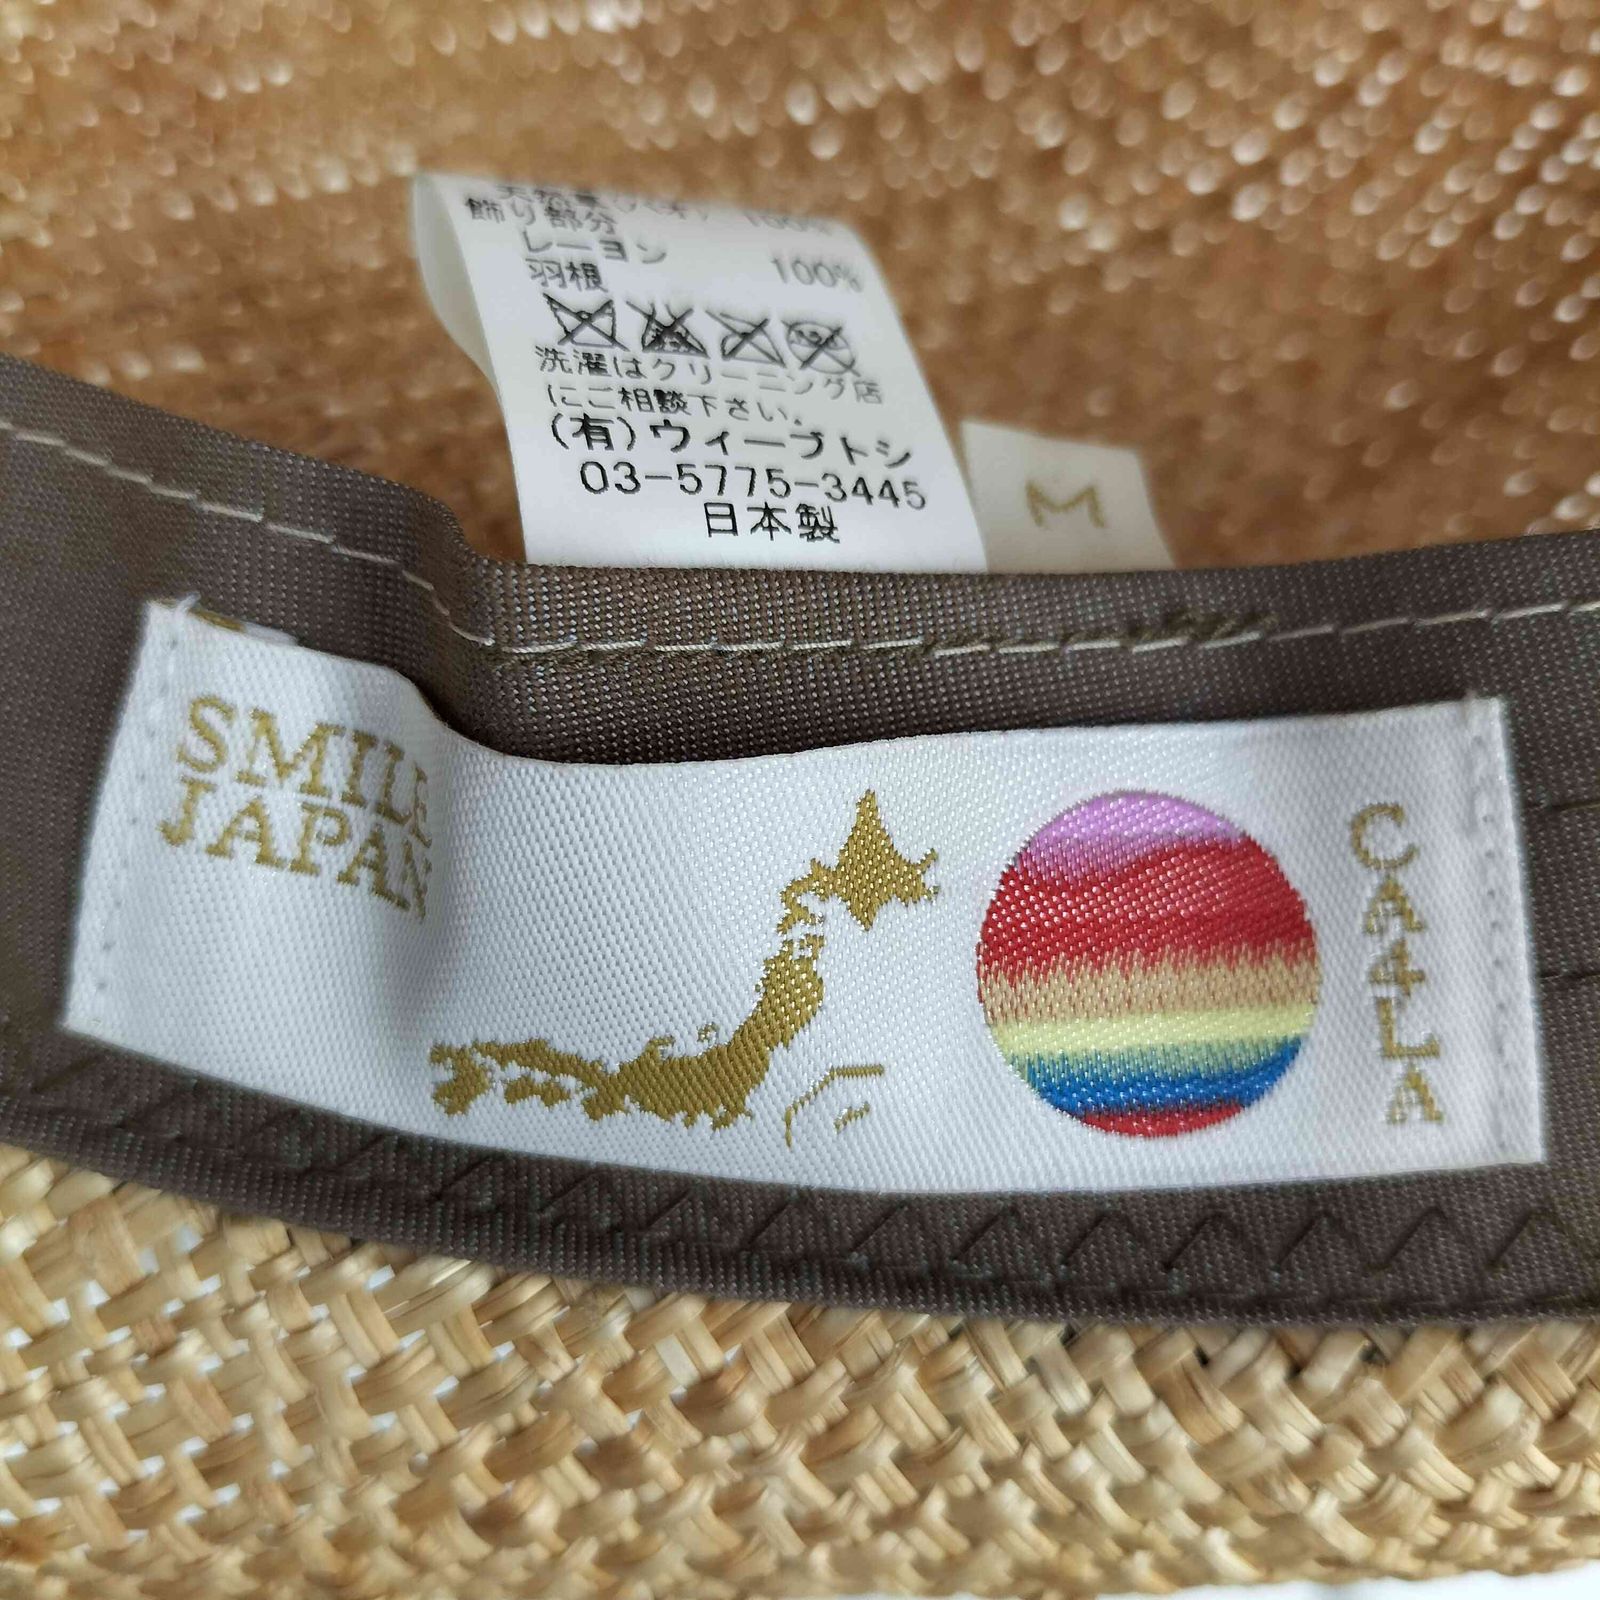 100%
飾り部分
レーヨン 100%
羽根
洗濯はクリーニング店
にご相談下さい.
(有)ウィーブトシ
03-5775-3445
日本製
M
SMILE
JAPAN
CA4LA